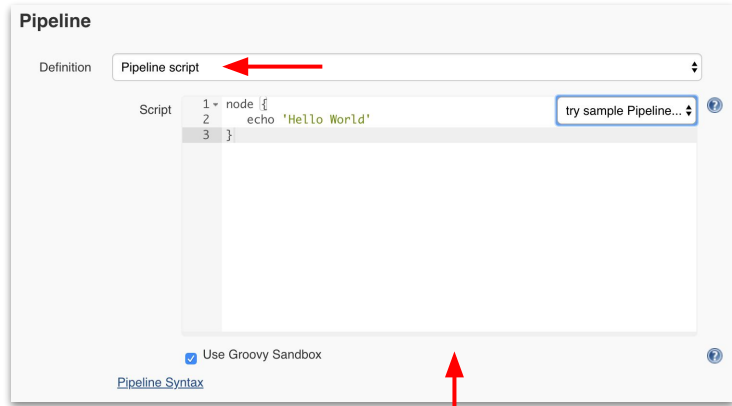 Pipeline
Definition Pipeline script
Script 1 node { try sample Pipeline...
2 echo 'Hello World'
3 }
Use Groovy Sandbox
Pipeline Syntax